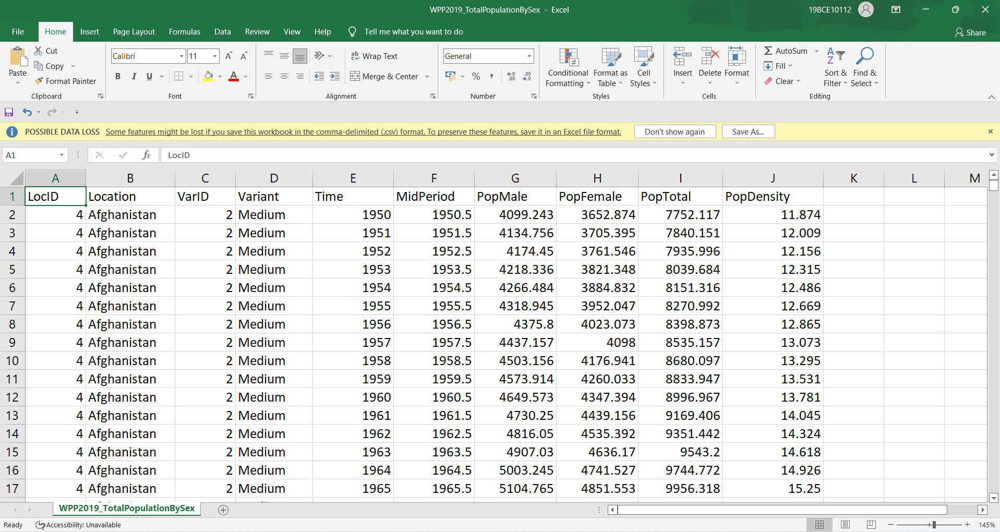 WPP2019_TotalPopulationBySex - Excel
19BCE10112
File Home Insert Page Layout Formulas Data Review View Help Tell me what you want to do
Share
Paste
Cut
Copy
Format Painter
Clipboard
Calibri 11
A A
B I U A
Font
ab Wrap Text
Merge & Center
Alignment
General
% , .00 .00
Number
Conditional Formatting
Format as Table
Cell Styles
Styles
Insert Delete Format
Cells
AutoSum
Fill
Clear
Sort & Filter
Find & Select
Editing
POSSIBLE DATA LOSS Some features might be lost if you save this workbook in the comma-delimited (.csv) format. To preserve these features, save it in an Excel file format. Don't show again Save As...
A1 fx LocID
A B C D E F G H I J K L M
1 LocID Location VarID Variant Time MidPeriod PopMale PopFemale PopTotal PopDensity
2 4 Afghanistan 2 Medium 1950 1950.5 4099.243 3652.874 7752.117 11.874
3 4 Afghanistan 2 Medium 1951 1951.5 4134.756 3705.395 7840.151 12.009
4 4 Afghanistan 2 Medium 1952 1952.5 4174.45 3761.546 7935.996 12.156
5 4 Afghanistan 2 Medium 1953 1953.5 4218.336 3821.348 8039.684 12.315
6 4 Afghanistan 2 Medium 1954 1954.5 4266.484 3884.832 8151.316 12.486
7 4 Afghanistan 2 Medium 1955 1955.5 4318.945 3952.047 8270.992 12.669
8 4 Afghanistan 2 Medium 1956 1956.5 4375.8 4023.073 8398.873 12.865
9 4 Afghanistan 2 Medium 1957 1957.5 4437.157 4098 8535.157 13.073
10 4 Afghanistan 2 Medium 1958 1958.5 4503.156 4176.941 8680.097 13.295
11 4 Afghanistan 2 Medium 1959 1959.5 4573.914 4260.033 8833.947 13.531
12 4 Afghanistan 2 Medium 1960 1960.5 4649.573 4347.394 8996.967 13.781
13 4 Afghanistan 2 Medium 1961 1961.5 4730.25 4439.156 9169.406 14.045
14 4 Afghanistan 2 Medium 1962 1962.5 4816.05 4535.392 9351.442 14.324
15 4 Afghanistan 2 Medium 1963 1963.5 4907.03 4636.17 9543.2 14.618
16 4 Afghanistan 2 Medium 1964 1964.5 5003.245 4741.527 9744.772 14.926
17 4 Afghanistan 2 Medium 1965 1965.5 5104.765 4851.553 9956.318 15.25
WPP2019_TotalPopulationBySex
Ready Accessibility: Unavailable 145%